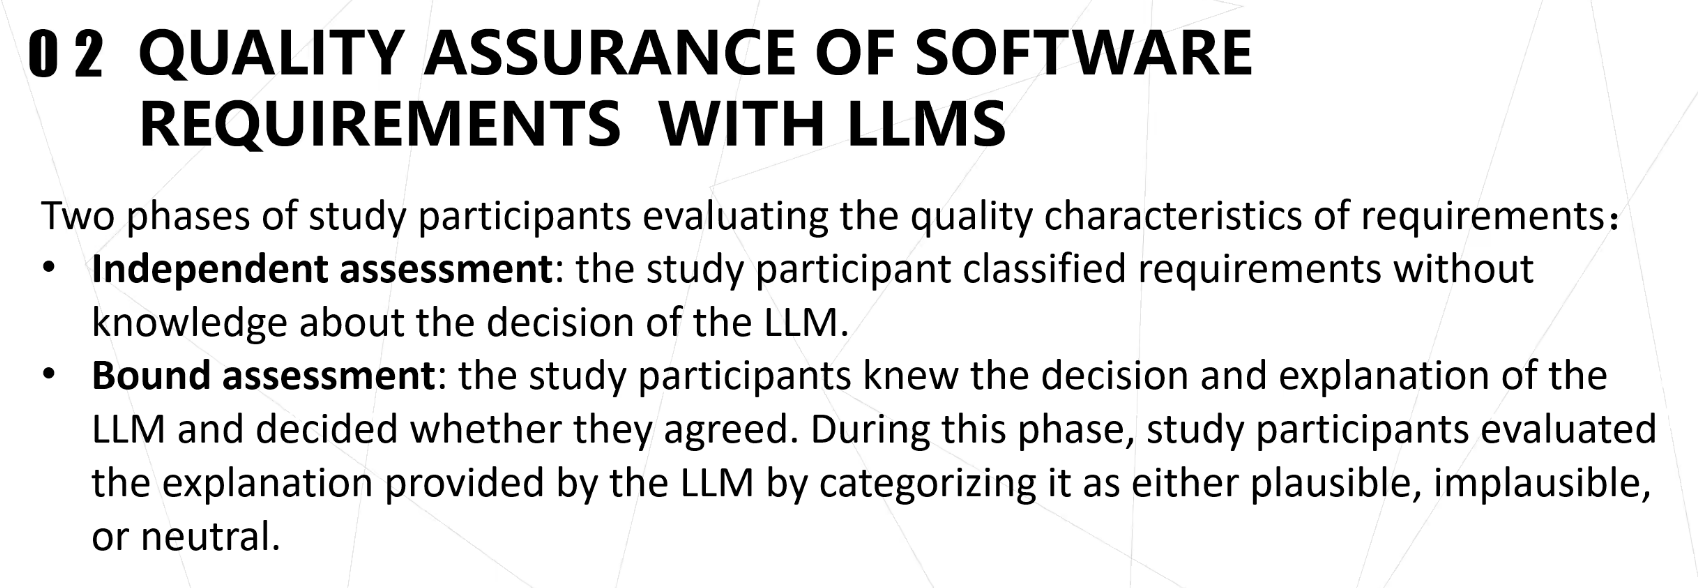 02 QUALITY ASSURANCE OF SOFTWARE
REQUIREMENTS WITH LLMS
Two phases of study participants evaluating the quality characteristics of requirements：
• Independent assessment: the study participant classified requirements without
knowledge about the decision of the LLM.
• Bound assessment: the study participants knew the decision and explanation of the
LLM and decided whether they agreed. During this phase, study participants evaluated
the explanation provided by the LLM by categorizing it as either plausible, implausible,
or neutral.